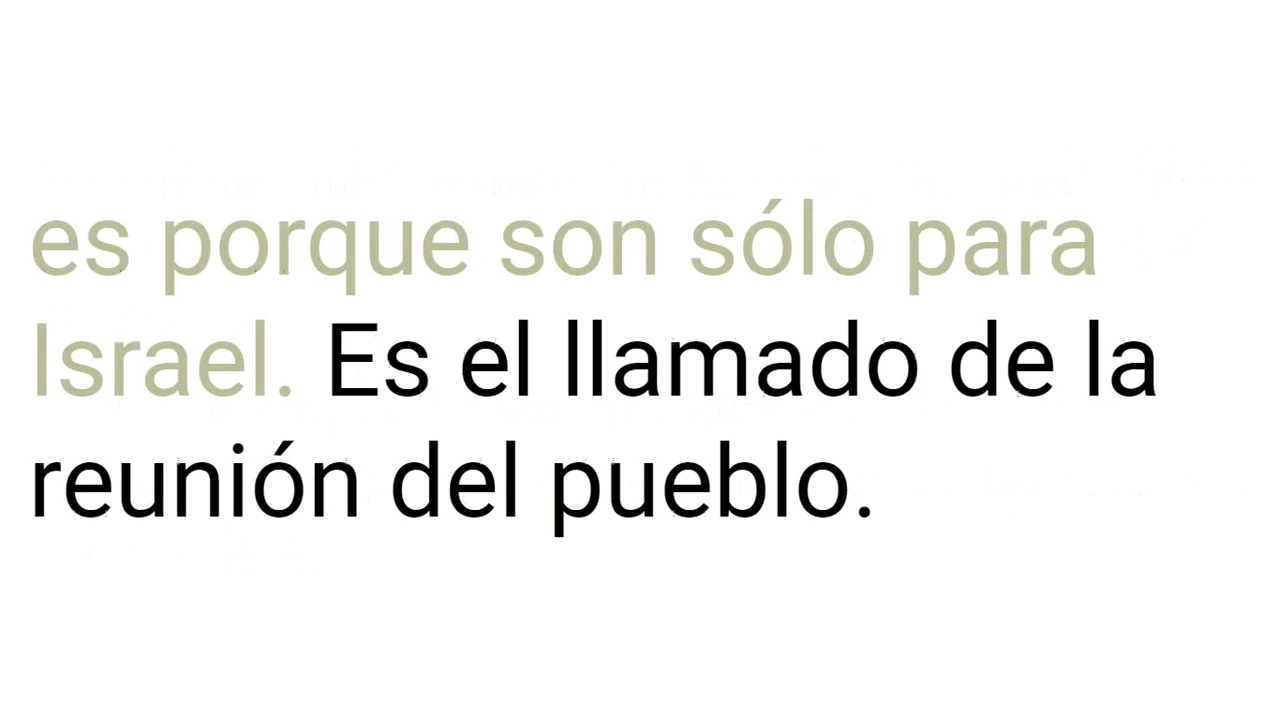 es porque son sólo para
Israel. Es el llamado de la
reunión del pueblo.